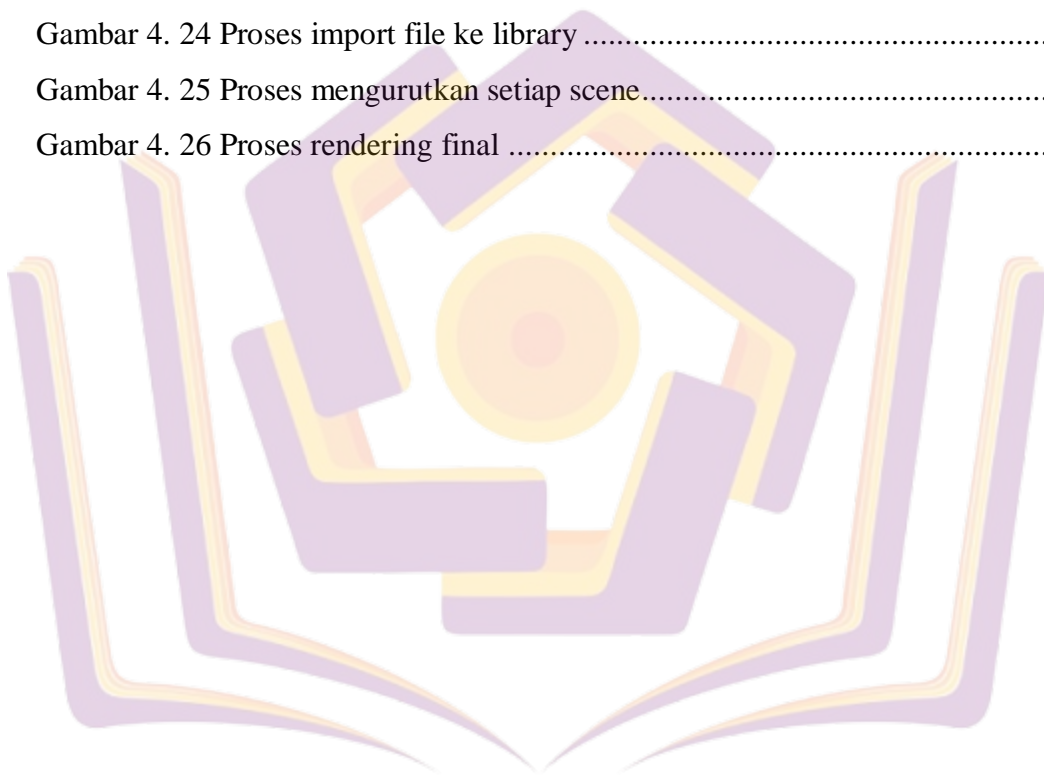 Gambar 4. 24 Proses import file ke library ..........................................................
Gambar 4. 25 Proses mengurutkan setiap scene..................................................
Gambar 4. 26 Proses rendering final ...................................................................